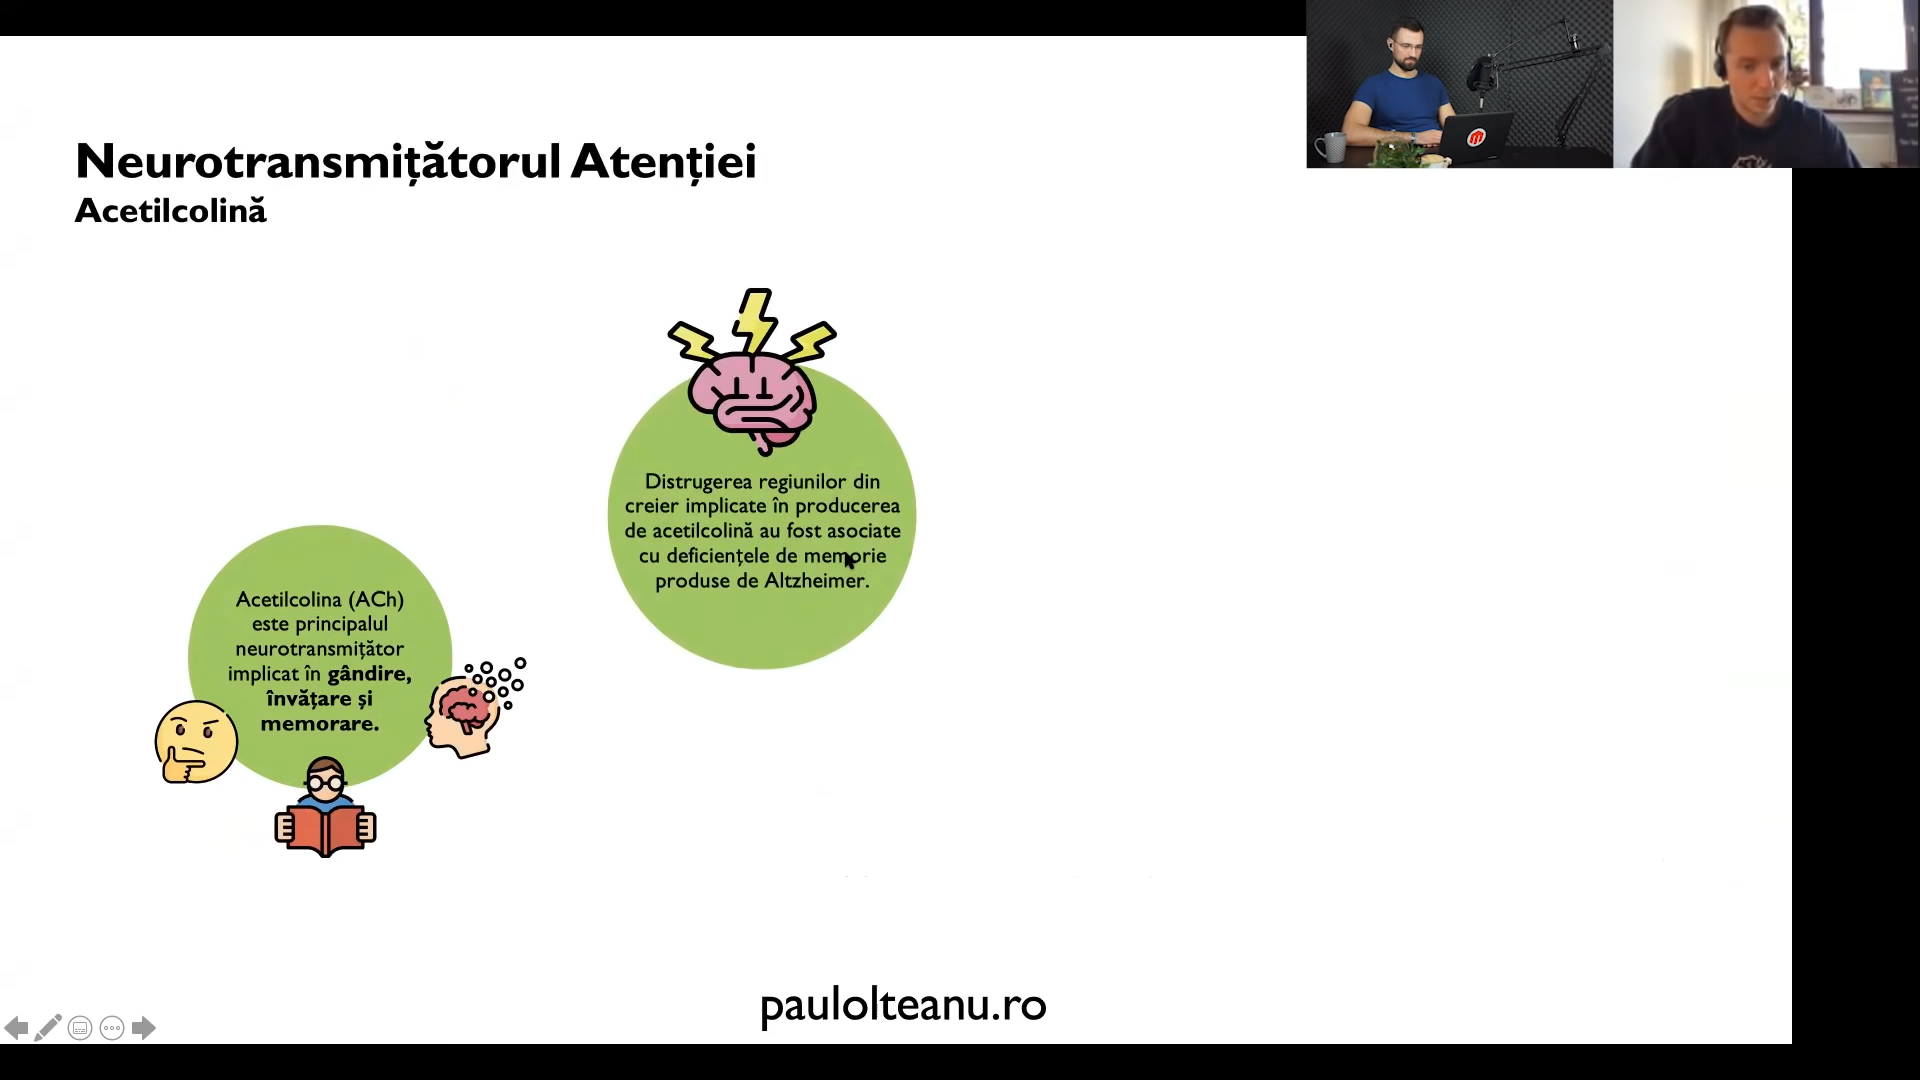 Neurotransmițătorul Atenției
Acetilcolină
Distrugerea regiunilor din
creier implicate în producerea
de acetilcolină au fost asociate
cu deficiențele de memorie
produse de Altzheimer.
Acetilcolina (ACh)
este principalul
neurotransmițător
implicat în gândire,
învățare și
memorare.
paulolteanu.ro